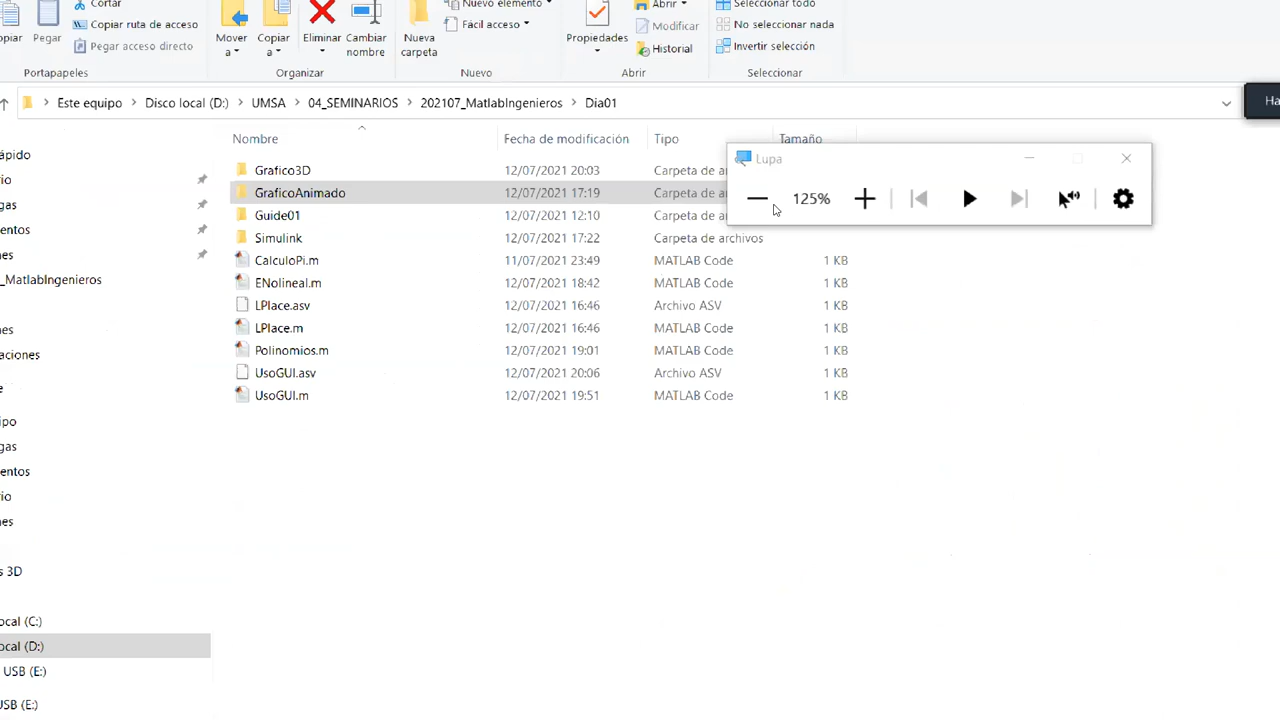 Cortar
Nuevo elemento
Abrir
Seleccionar todo
Copiar ruta de acceso
Fácil acceso
Modificar
No seleccionar nada
opiar
Pegar
Pegar acceso directo
Mover
a
Copiar
a
Eliminar
Cambiar
nombre
Nueva
carpeta
Propiedades
Historial
Invertir selección
Portapapeles
Organizar
Nuevo
Abrir
Seleccionar
Este equipo > Disco local (D:) > UMSA > 04_SEMINARIOS > 202107_MatlabIngenieros > Dia01
Ha
Nombre
Fecha de modificación
Tipo
Tamaño
Lupa
125%
Grafico3D 12/07/2021 20:03 Carpeta de ar
GraficoAnimado 12/07/2021 17:19 Carpeta de ar
Guide01 12/07/2021 12:10 Carpeta de ar
Simulink 12/07/2021 17:22 Carpeta de archivos
CalculoPi.m 11/07/2021 23:49 MATLAB Code 1 KB
ENolineal.m 12/07/2021 18:42 MATLAB Code 1 KB
LPlace.asv 12/07/2021 16:46 Archivo ASV 1 KB
LPlace.m 12/07/2021 16:46 MATLAB Code 1 KB
Polinomios.m 12/07/2021 19:01 MATLAB Code 1 KB
UsoGUI.asv 12/07/2021 20:06 Archivo ASV 1 KB
UsoGUI.m 12/07/2021 19:51 MATLAB Code 1 KB
ápido
rio
gas
entos
nes
_MatlabIngenieros
nes
aciones
e
ipo
gas
entos
rio
nes
s 3D
ocal (C:)
ocal (D:)
USB (E:)
USB (E:)